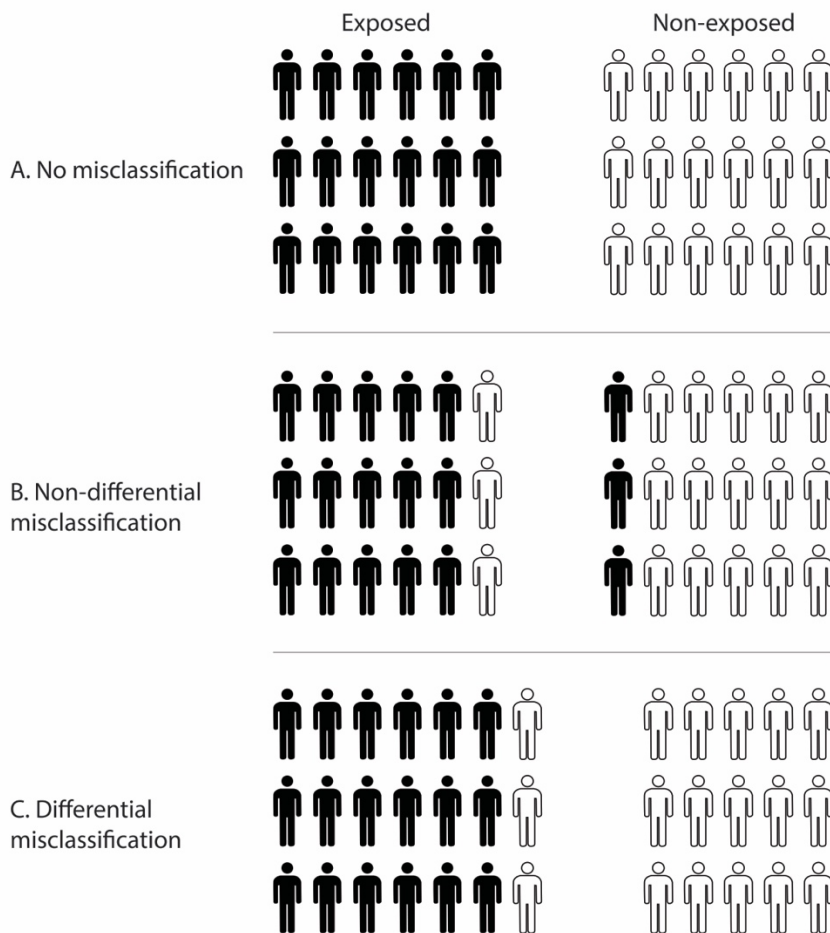 Exposed
Non-exposed
A. No misclassification
B. Non-differential
misclassification
C. Differential
misclassification